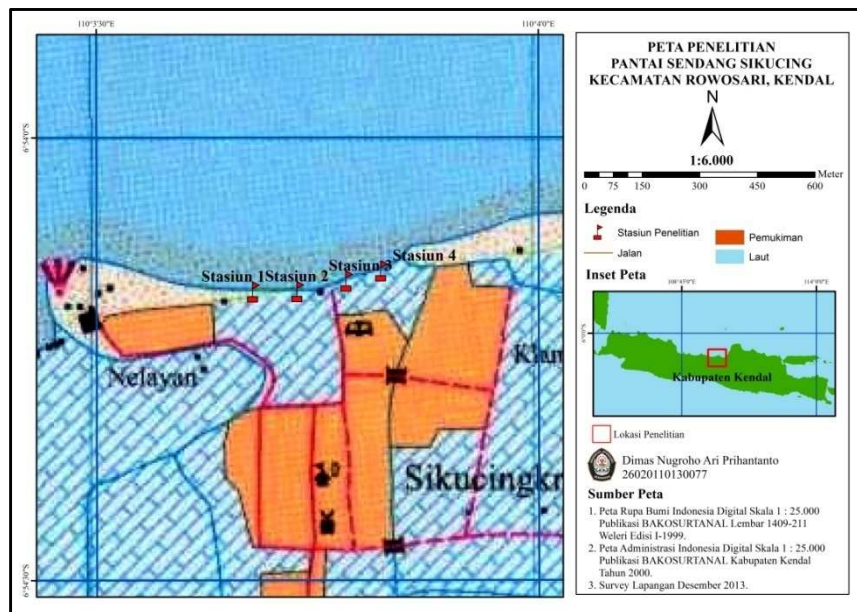 110°3'30"E
110°4'0"E
6°54'0"S
6°54'30"S
Stasiun 1
Stasiun 2
Stasiun 3
Stasiun 4
Nelayan
Klam
Sikucingkr
PETA PENELITIAN
PANTAI SENDANG SIKUCING
KECAMATAN ROWOSARI, KENDAL
N
1:6.000
Meter
0 75 150 300 450 600
Legenda
Stasiun Penelitian
Jalan
Pemukiman
Laut
Inset Peta
Kabupaten Kendal
Lokasi Penelitian
Dimas Nugroho Ari Prihantanto
26020110130077
Sumber Peta
1. Peta Rupa Bumi Indonesia Digital Skala 1 : 25.000
Publikasi BAKOSURTANAL Lembar 1409-211
Weleri Edisi I-1999.
2. Peta Administrasi Indonesia Digital Skala 1 : 25.000
Publikasi BAKOSURTANAL Kabupaten Kendal
Tahun 2000.
3. Survey Lapangan Desember 2013.